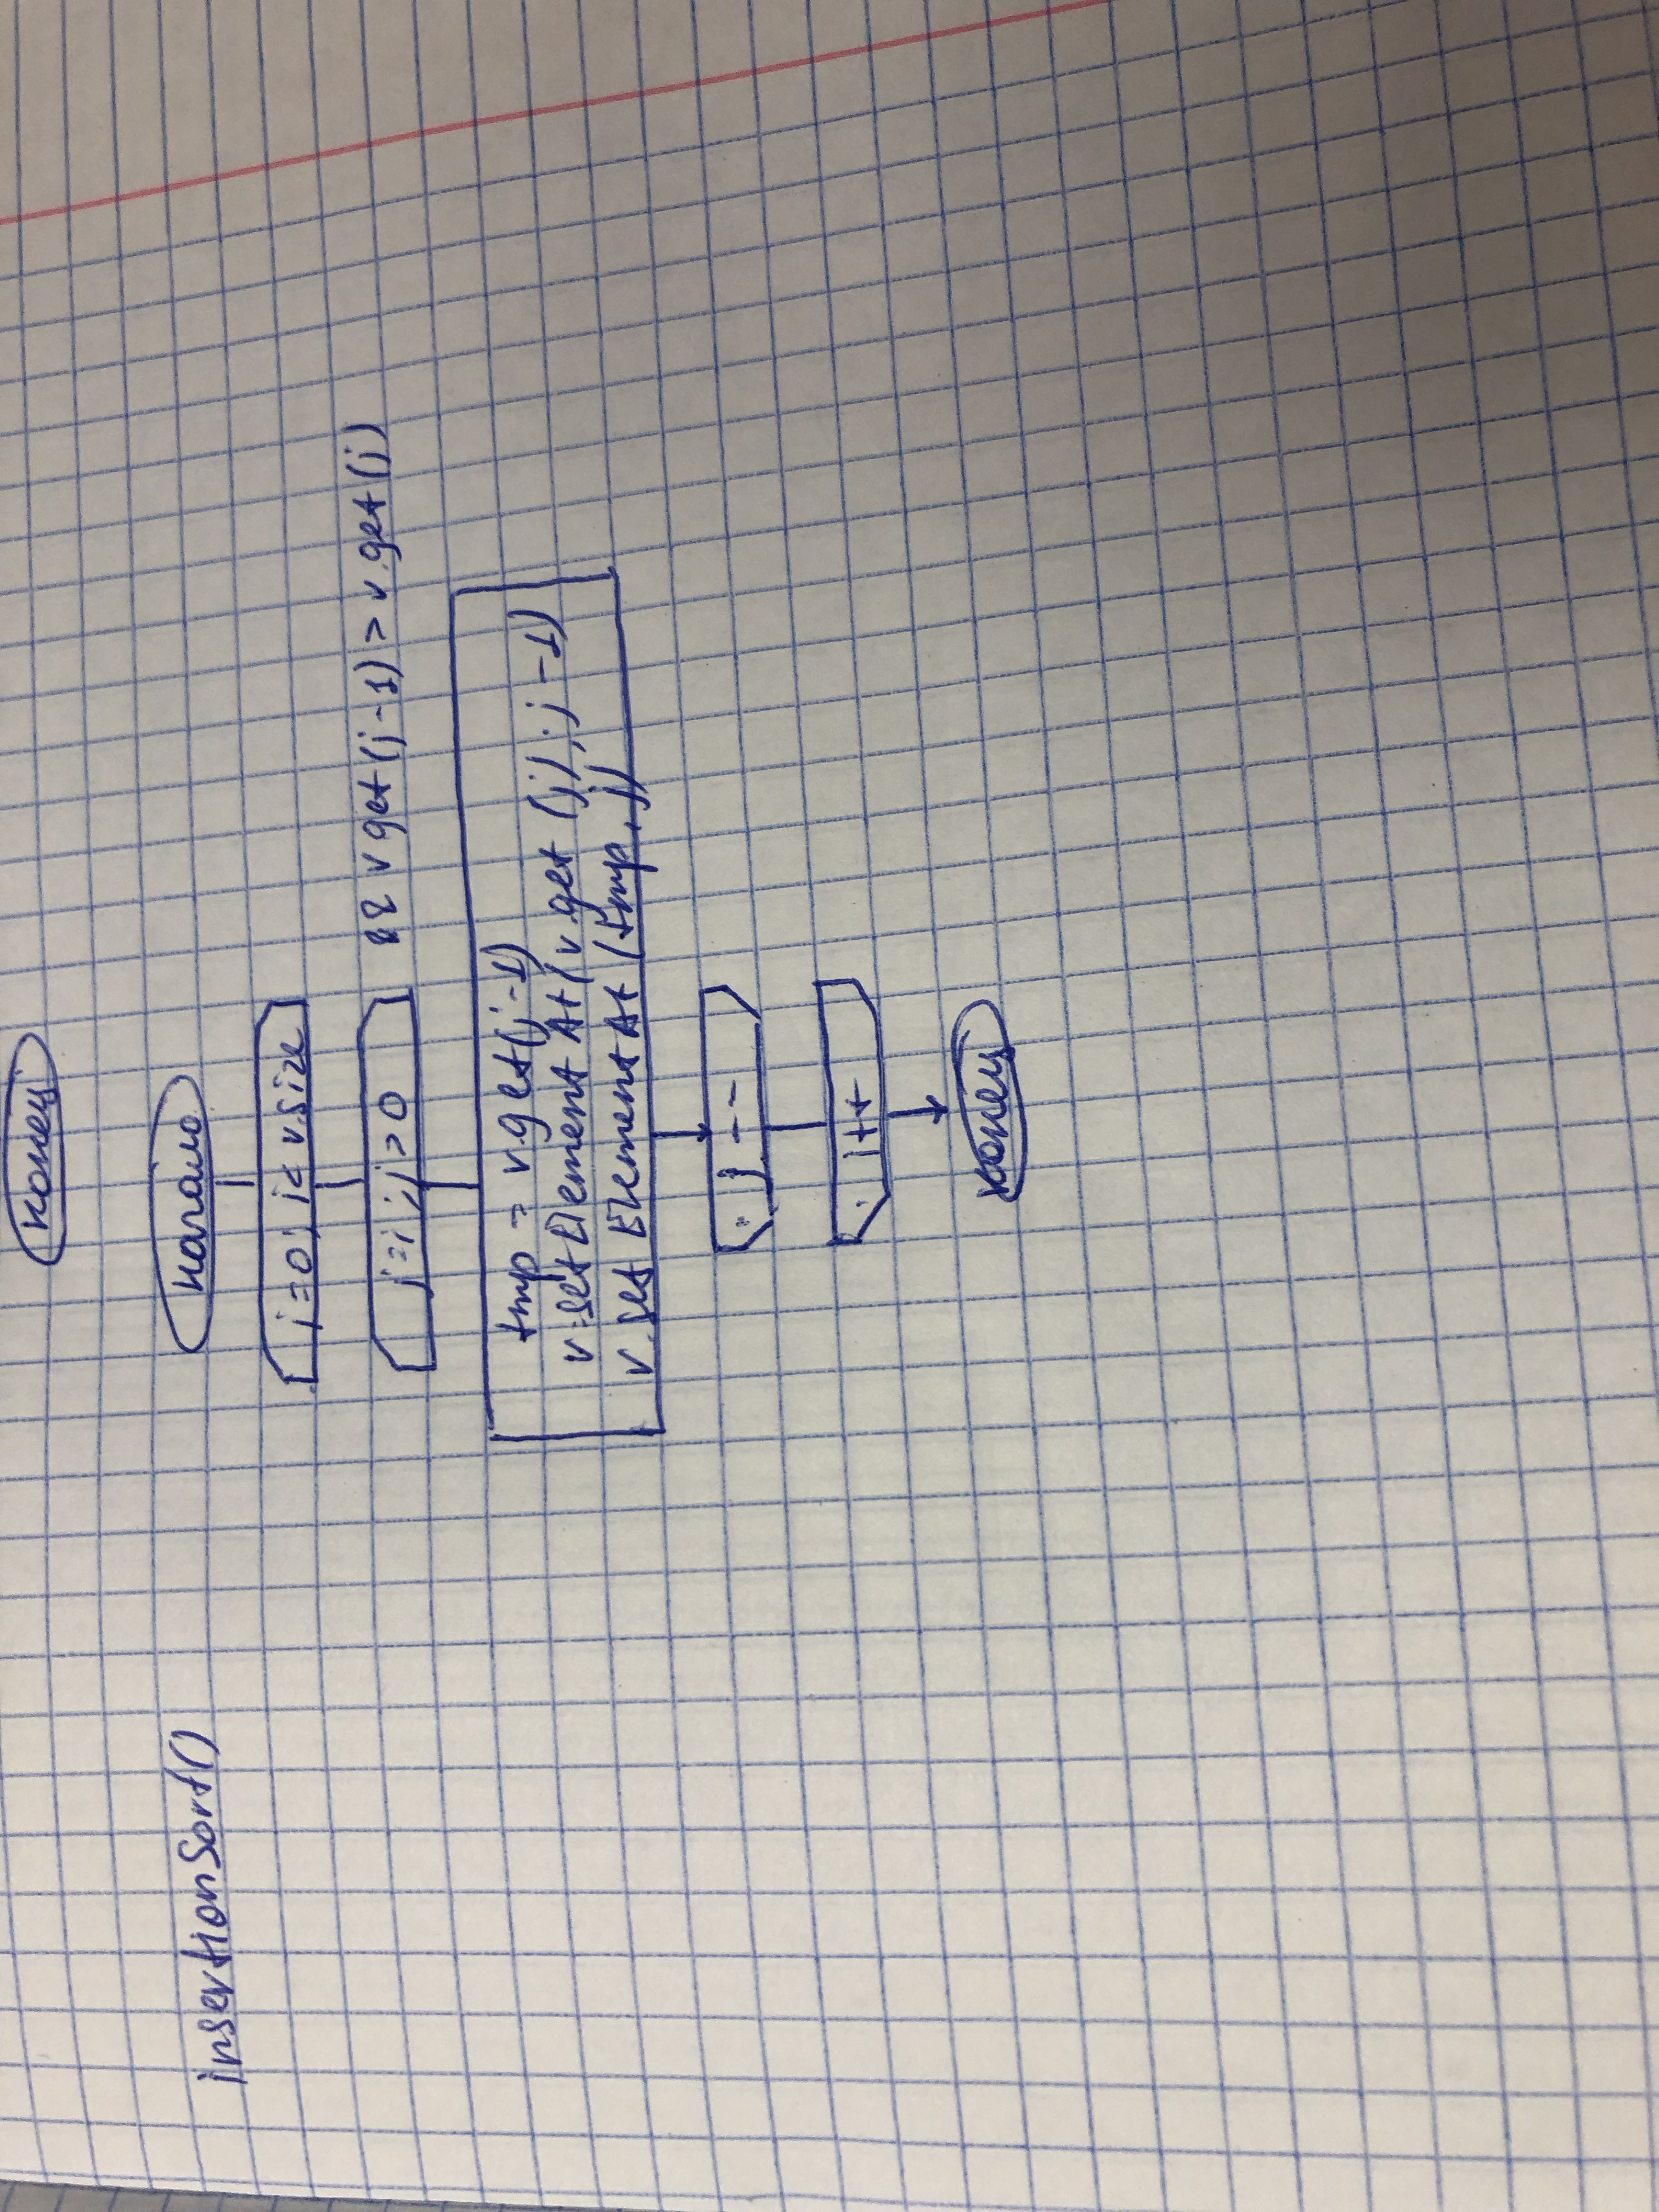 конец
insertionSort()
начало
i=0; i< v.size
j=i ; j>0 && v get (j-1) > v.get (j)
tmp = v.get(j-1)
v.setElementAt(v.get (j), j-1)
v.setElementAt (tmp, j)
j --
i++
конец